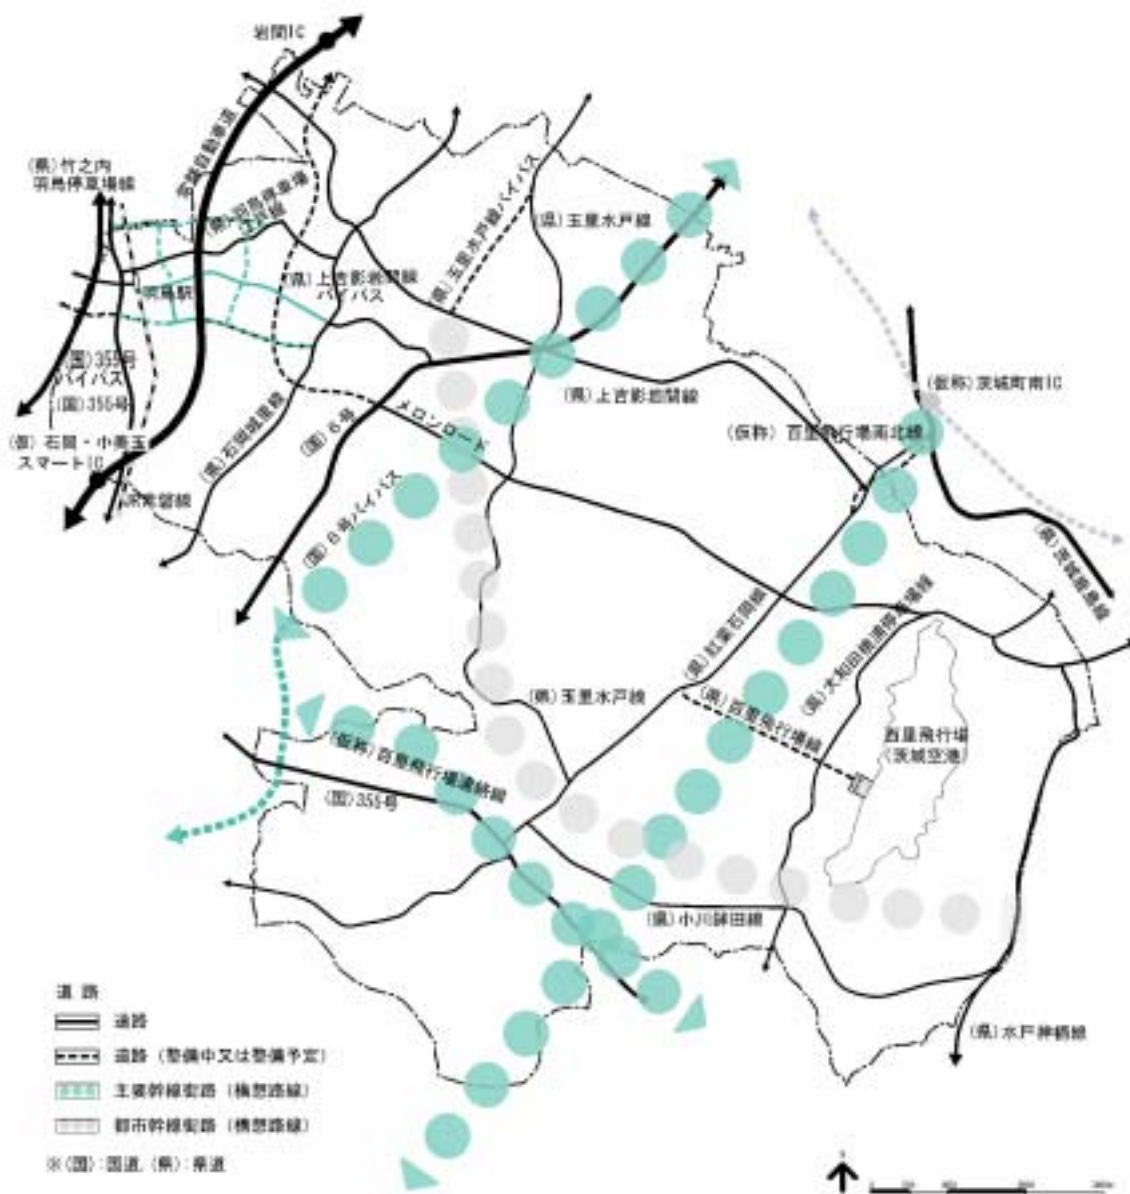 岩間IC
常磐自動車道
(県)竹之内
羽鳥停車場線
(県)玉里水戸線バイパス
(県)玉里水戸線
羽鳥駅
(県)上吉影岩間線
バイパス
(国)355号
バイパス
(国)355号
(仮)石岡・小美玉
スマートIC
JR常磐線
(県)石岡城里線
(国)6号
メロンロード
(県)上吉影岩間線
(仮称)茨城町南IC
(仮称)百里飛行場南北線
(国)6号バイパス
(県)茨城鹿島線
(県)紅葉石岡線
(県)大和田横浦停車場線
(県)百里飛行場線
(県)玉里水戸線
百里飛行場
(茨城空港)
(仮称)百里飛行場連絡線
(国)355号
(県)小川鉾田線
(県)水戸神栖線
道路
道路
道路(整備中又は整備予定)
主要幹線街路(構想路線)
都市幹線街路(構想路線)
※(国):国道,(県):県道